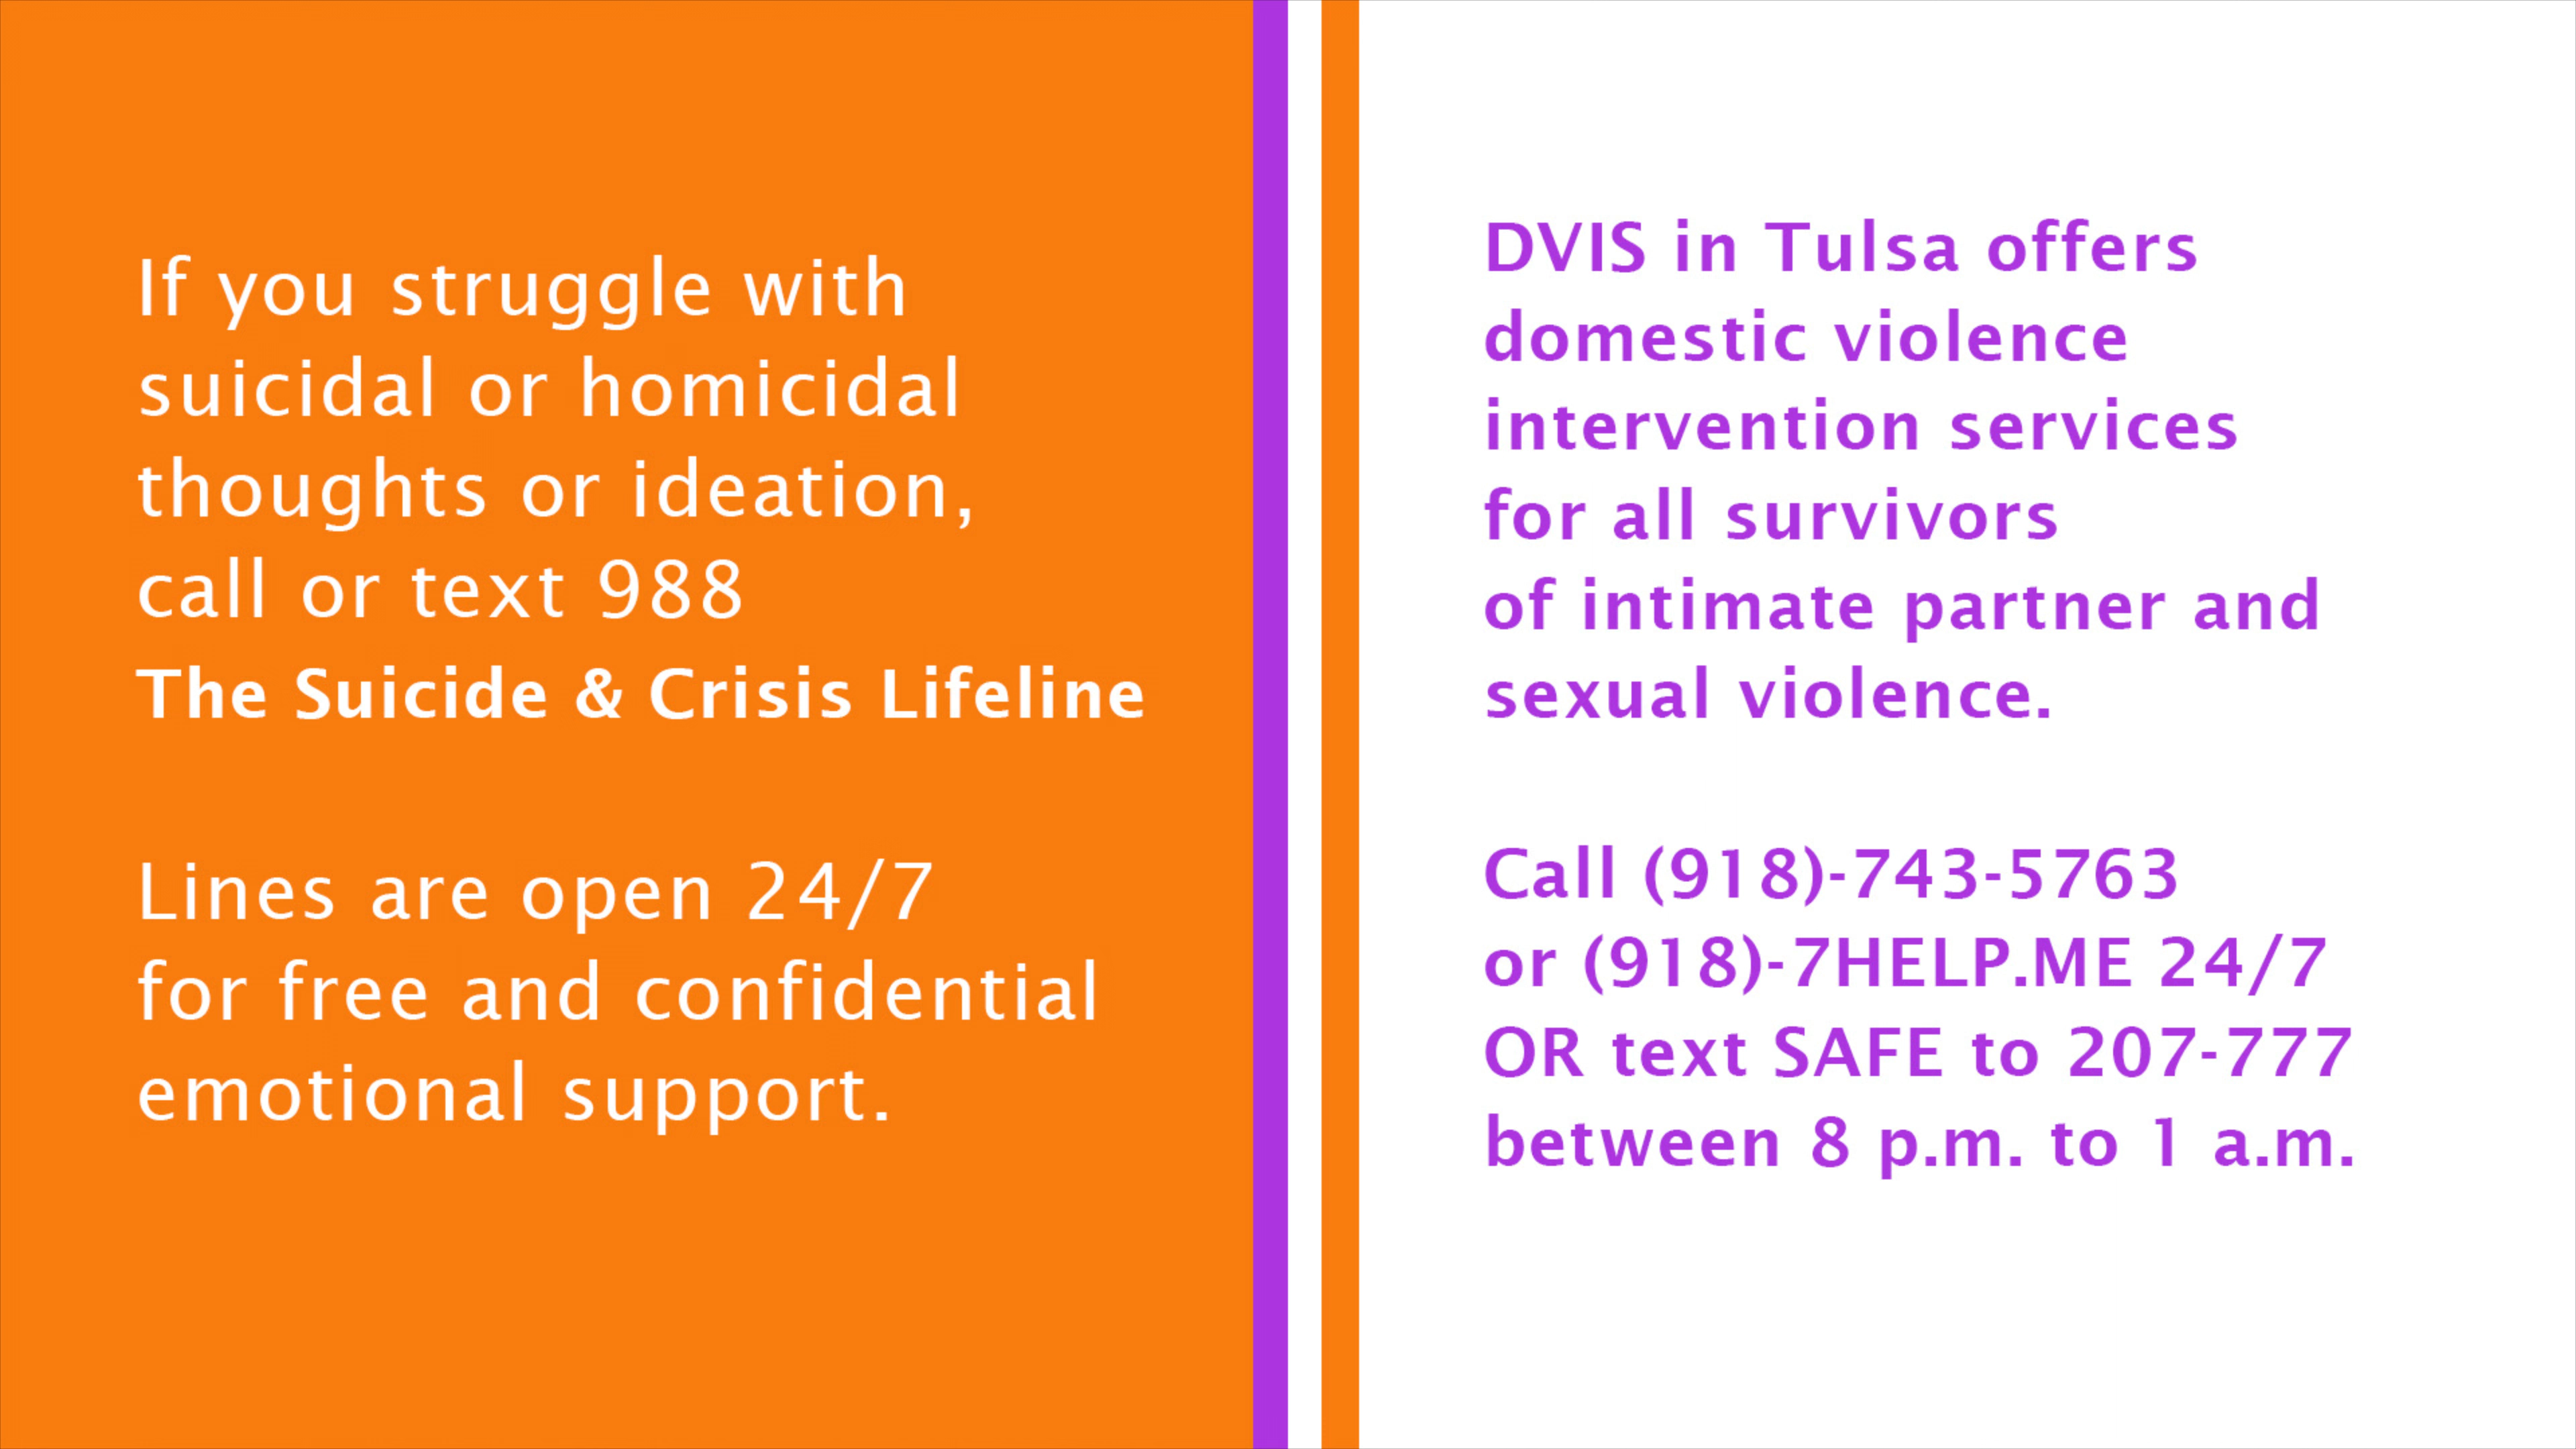 If you struggle with
suicidal or homicidal
thoughts or ideation,
call or text 988
The Suicide & Crisis Lifeline
Lines are open 24/7
for free and confidential
emotional support.
DVIS in Tulsa offers
domestic violence
intervention services
for all survivors
of intimate partner and
sexual violence.
Call (918)-743-5763
or (918)-7HELP.ME 24/7
OR text SAFE to 207-777
between 8 p.m. to 1 a.m.